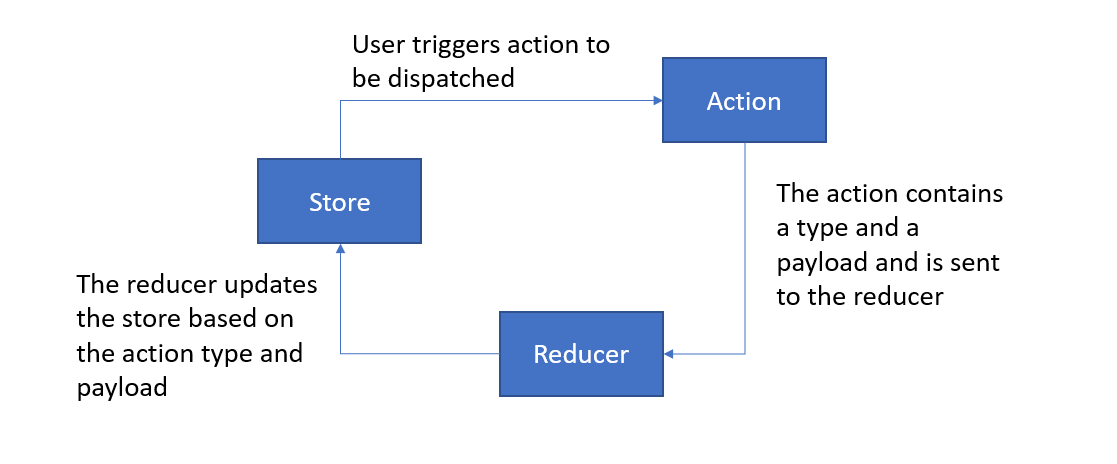 User triggers action to
be dispatched
Action
Store
The action contains
a type and a
payload and is sent
to the reducer
The reducer updates
the store based on
the action type and
payload
Reducer